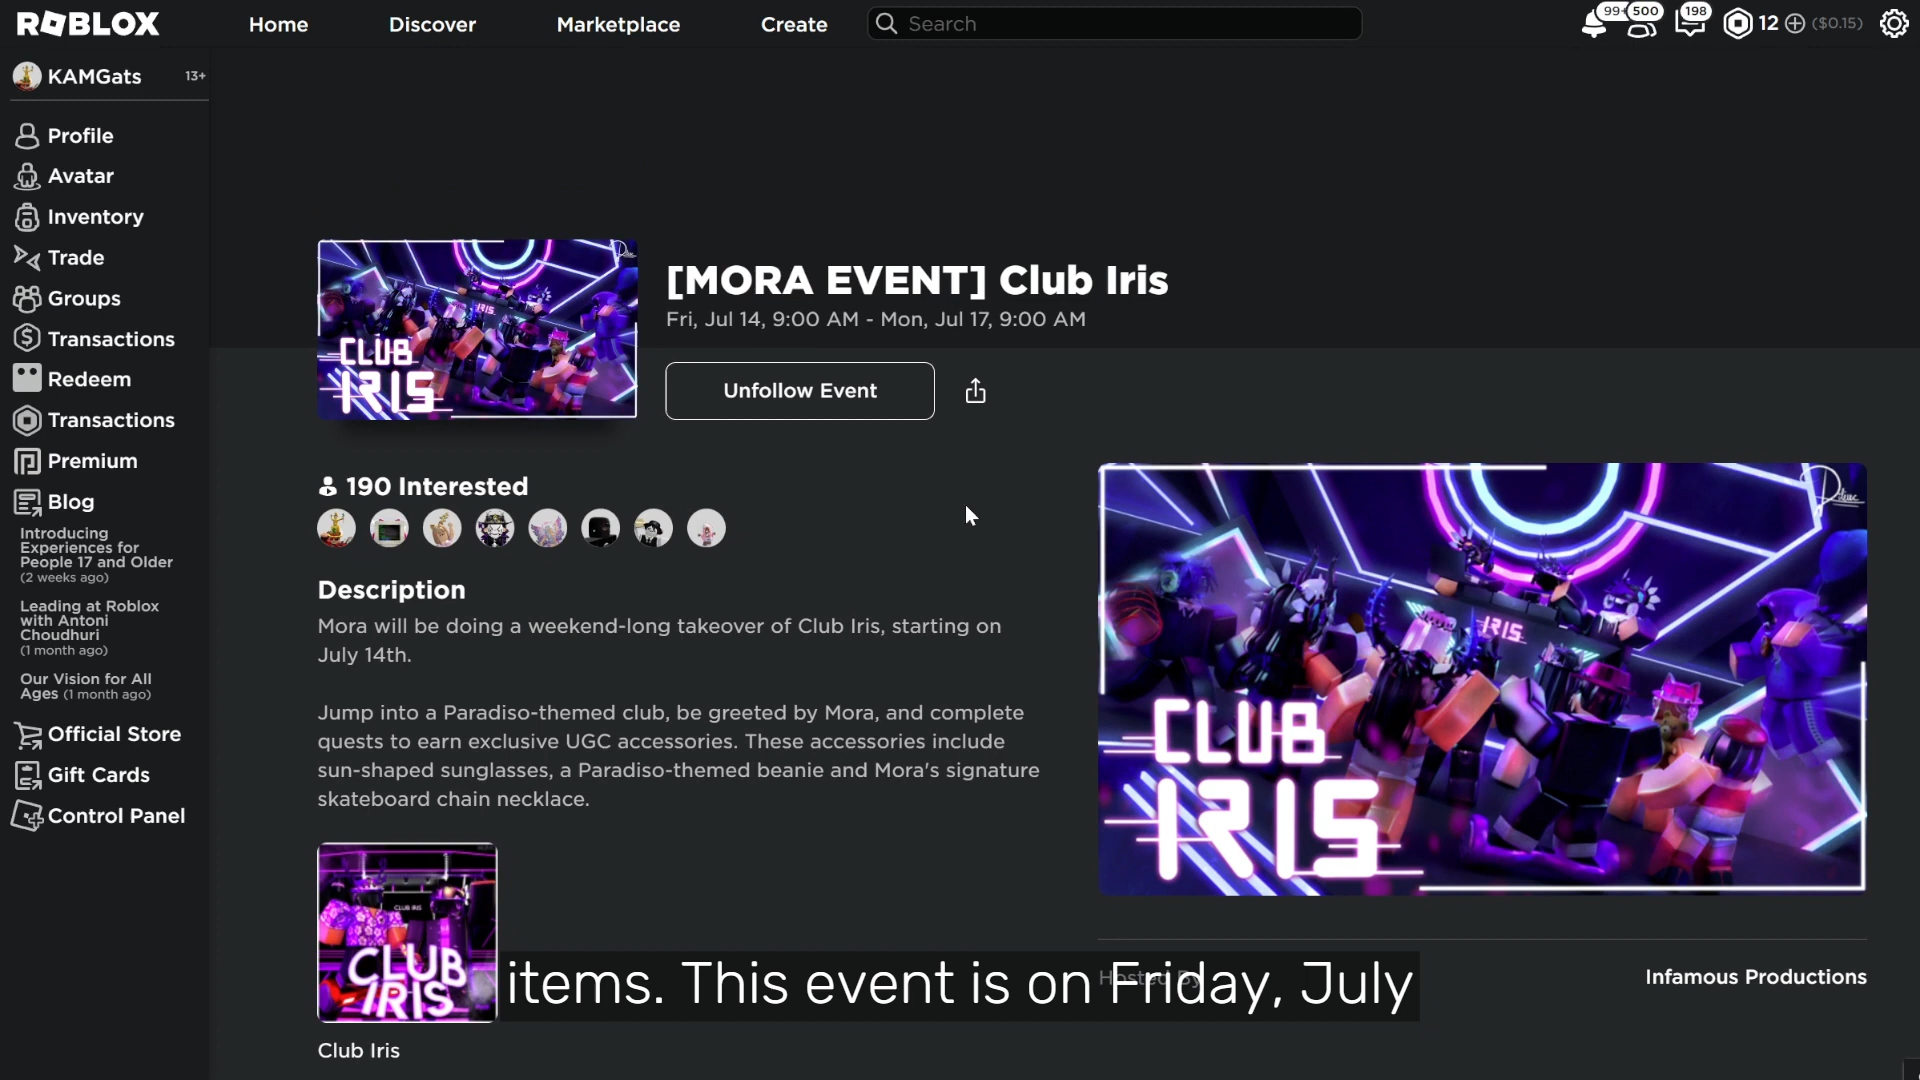 ROBLOX
Home
Discover
Marketplace
Create
Search
99+
500
198
12
($0.15)
KAMGats
13+
Profile
Avatar
Inventory
Trade
Groups
Transactions
Redeem
Transactions
Premium
Blog
Introducing
Experiences for
People 17 and Older
(2 weeks ago)
Leading at Roblox
with Antoni
Choudhuri
(1 month ago)
Our Vision for All
Ages (1 month ago)
Official Store
Gift Cards
Control Panel
CLUB
IRIS
[MORA EVENT] Club Iris
Fri, Jul 14, 9:00 AM - Mon, Jul 17, 9:00 AM
Unfollow Event
190 Interested
Description
Mora will be doing a weekend-long takeover of Club Iris, starting on
July 14th.
Jump into a Paradiso-themed club, be greeted by Mora, and complete
quests to earn exclusive UGC accessories. These accessories include
sun-shaped sunglasses, a Paradiso-themed beanie and Mora's signature
skateboard chain necklace.
IRIS
CLUB
IRIS
CLUB IRIS
CLUB
IRIS
Club Iris
Hosted By
Infamous Productions
items. This event is on Friday, July